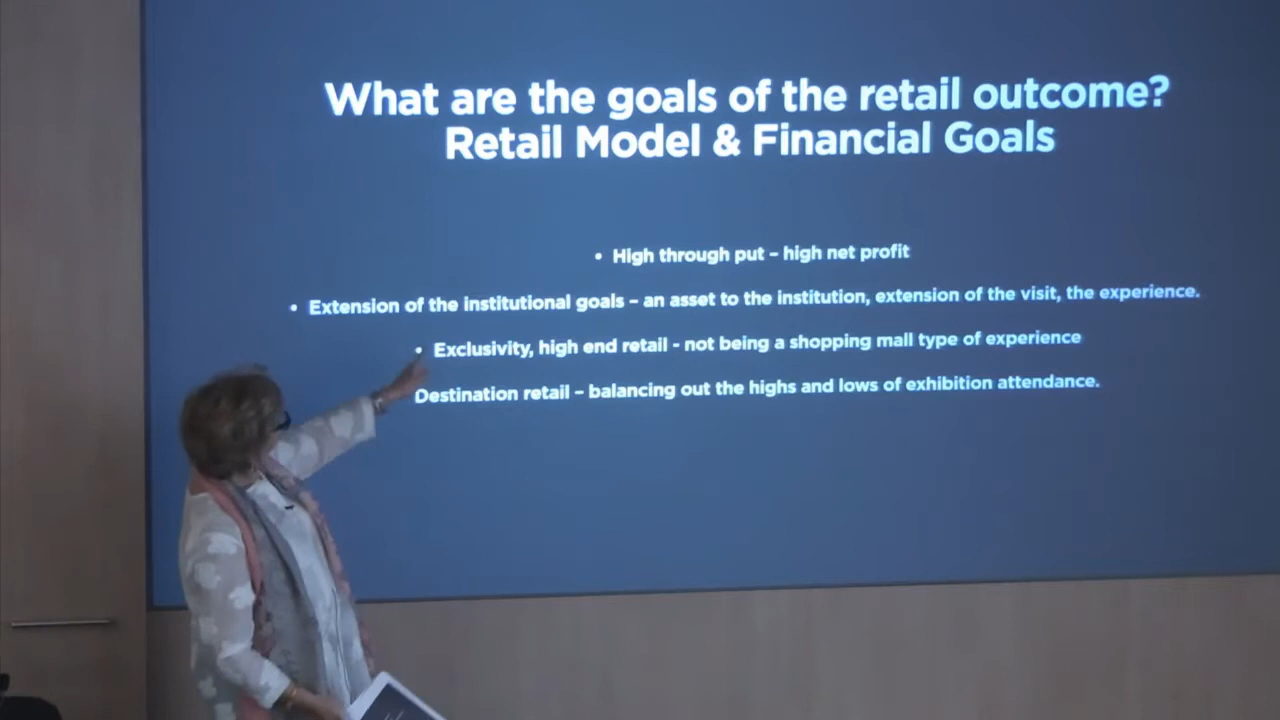 What are the goals of the retail outcome?
Retail Model & Financial Goals
• High through put – high net profit
• Extension of the institutional goals – an asset to the institution, extension of the visit, the experience.
• Exclusivity, high end retail - not being a shopping mall type of experience
Destination retail – balancing out the highs and lows of exhibition attendance.